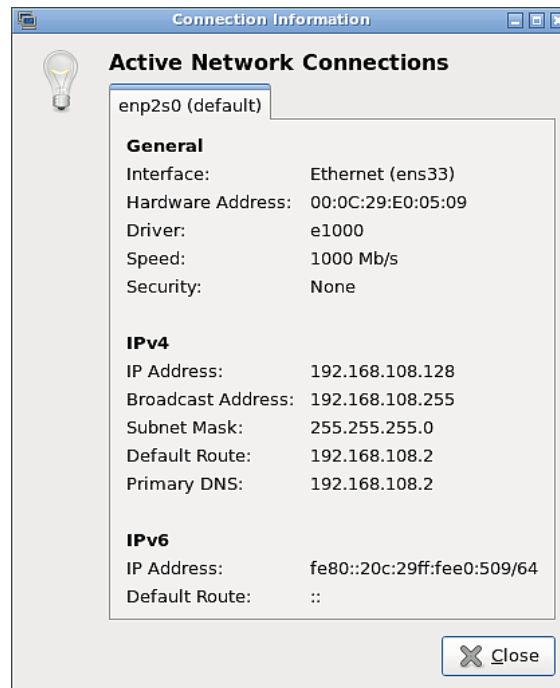 Connection Information
Active Network Connections
enp2s0 (default)
General
Interface: Ethernet (ens33)
Hardware Address: 00:0C:29:E0:05:09
Driver: e1000
Speed: 1000 Mb/s
Security: None
IPv4
IP Address: 192.168.108.128
Broadcast Address: 192.168.108.255
Subnet Mask: 255.255.255.0
Default Route: 192.168.108.2
Primary DNS: 192.168.108.2
IPv6
IP Address: fe80::20c:29ff:fee0:509/64
Default Route: ::
Close